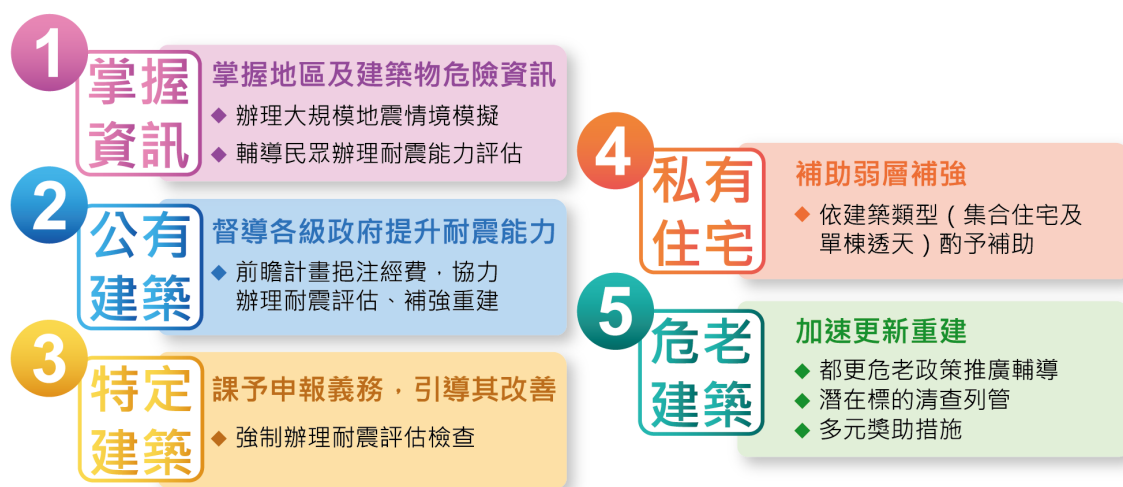 1
掌握
資訊
掌握地區及建築物危險資訊
◆ 辦理大規模地震情境模擬
◆ 輔導民眾辦理耐震能力評估
2
公有
建築
督導各級政府提升耐震能力
◆ 前瞻計畫挹注經費，協力
辦理耐震評估、補強重建
3
特定
建築
課予申報義務，引導其改善
◆ 強制辦理耐震評估檢查
4
私有
住宅
補助弱層補強
◆ 依建築類型（集合住宅及
單棟透天）酌予補助
5
危老
建築
加速更新重建
◆ 都更危老政策推廣輔導
◆ 潛在標的清查列管
◆ 多元獎助措施